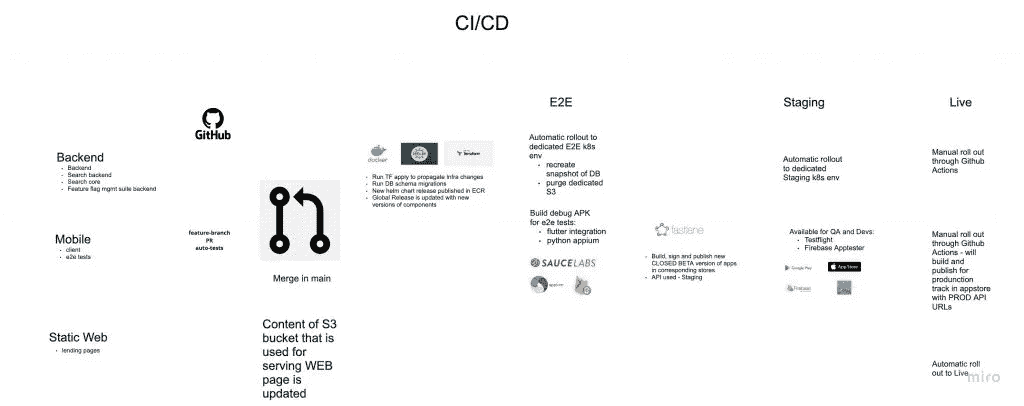 CI/CD
GitHub
E2E
Staging
Live
Backend
Backend
Search backend
Search core
Feature flag mgmt suile backend
docker
Terraform
Run TF apply to propagate Infra changes
Run DB schema migrations
New helm chart release published in ECR
Global Release is updated with new
versions of components
Automatic rollout to
dedicated E2E k8s
env
recreate
snapshot of DB
purge dedicated
S3
Automatic rollout
to dedicated
Staging k8s env
Manual roll out
through Github
Actions
Mobile
client
e2e tests
feature-branch
PR
auto-tests
Merge in main
Build debug APK
for e2e tests:
flutter integration
python appium
SAUCELABS
appium
fastlane
Build, sign and publish new
CLOSED BETA version of apps
in corresponding stores
API used - Staging
Available for QA and Devs:
Testflight
Firebase Apptester
Google Play
App Store
Firebase
Manual roll out
through Github
Actions - will
build and
publish for
produnction
track in appstore
with PROD API
URLs
Static Web
lending pages
Content of S3
bucket that is
used for
serving WEB
page is
updated
Automatic roll
out to Live
miro